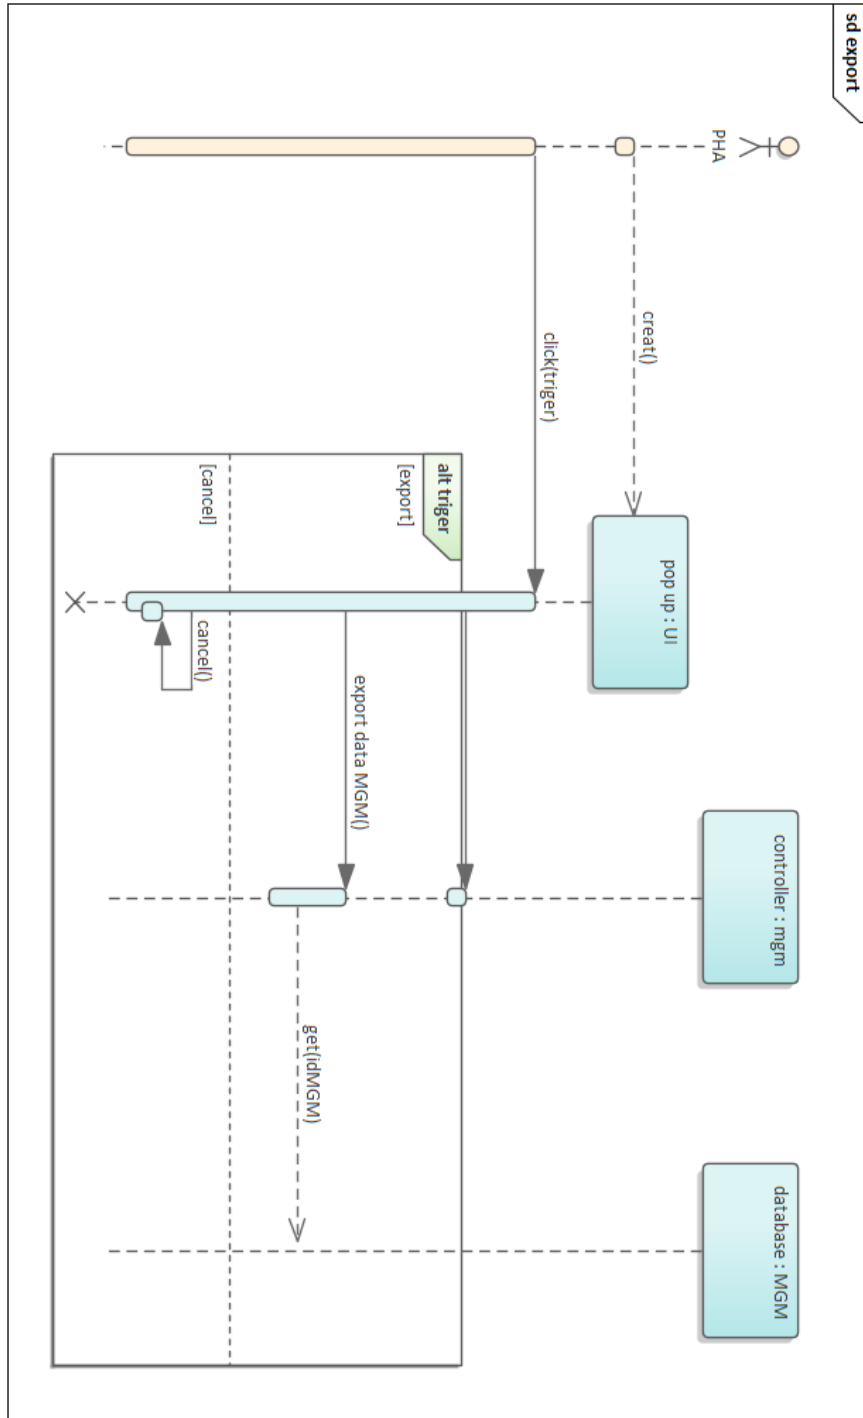 sd export
PHA
pop up : UI
controller : mgm
database : MGM
creat()
click(triger)
alt triger
[export]
export data MGM()
get(idMGM)
[cancel]
cancel()